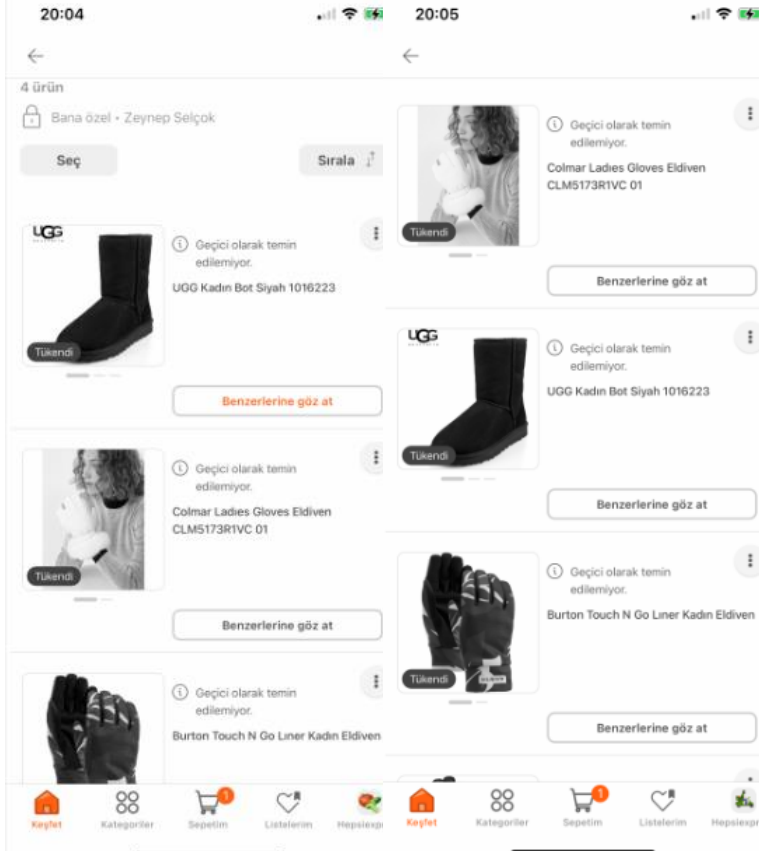 20:04
4 ürün
Bana özel • Zeynep Selçok
Seç
Sırala
UGG
Geçici olarak temin
edilemiyor.
UGG Kadın Bot Siyah 1016223
Tükendi
Benzerlerine göz at
Geçici olarak temin
edilemiyor.
Colmar Ladıes Gloves Eldiven
CLM5173R1VC 01
Tükendi
Benzerlerine göz at
Geçici olarak temin
edilemiyor.
Burton Touch N Go Lıner Kadın Eldiven
1
Keşfet
Kategoriler
Sepetim
Listelerim
Hepsiexp
20:05
Geçici olarak temin
edilemiyor.
Colmar Ladıes Gloves Eldiven
CLM5173R1VC 01
Tükendi
Benzerlerine göz at
UGG
Geçici olarak temin
edilemiyor.
UGG Kadın Bot Siyah 1016223
Tükendi
Benzerlerine göz at
Geçici olarak temin
edilemiyor.
Burton Touch N Go Lıner Kadın Eldiven
Tükendi
Benzerlerine göz at
1
Keşfet
Kategoriler
Sepetim
Listelerim
Hepsiexpr